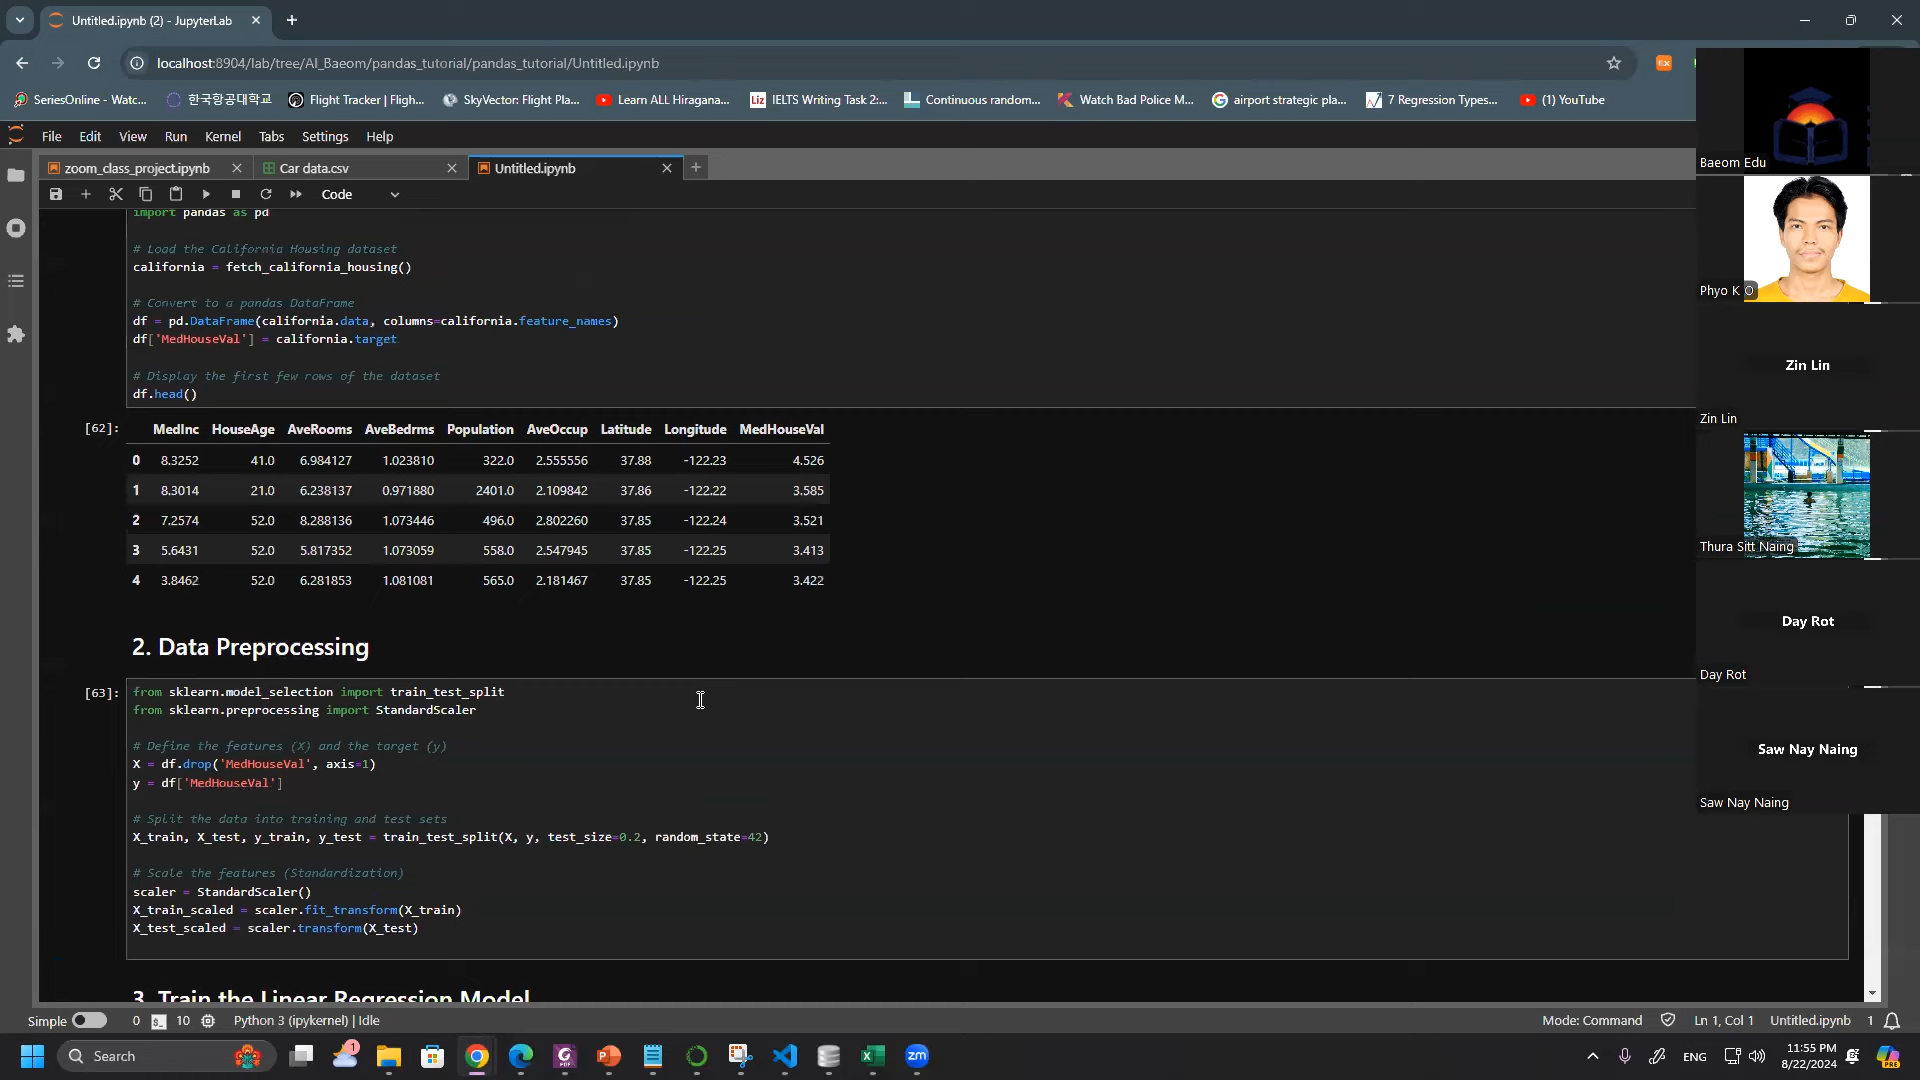 Untitled.ipynb (2) - JupyterLab
localhost:8904/lab/tree/AI_Baeom/pandas_tutorial/pandas_tutorial/Untitled.ipynb
SeriesOnline - Watc...
한국항공대학교
Flight Tracker | Fligh...
SkyVector: Flight Pla...
Learn ALL Hiragana...
Liz IELTS Writing Task 2:...
Continuous random...
Watch Bad Police M...
airport strategic pla...
7 Regression Types...
(1) YouTube
File Edit View Run Kernel Tabs Settings Help
zoom_class_project.ipynb
Car data.csv
Untitled.ipynb
Code
import pandas as pd
# Load the California Housing dataset
california = fetch_california_housing()
# Convert to a pandas DataFrame
df = pd.DataFrame(california.data, columns=california.feature_names)
df['MedHouseVal'] = california.target
# Display the first few rows of the dataset
df.head()
[62]:
MedInc HouseAge AveRooms AveBedrms Population AveOccup Latitude Longitude MedHouseVal
0 8.3252 41.0 6.984127 1.023810 322.0 2.555556 37.88 -122.23 4.526
1 8.3014 21.0 6.238137 0.971880 2401.0 2.109842 37.86 -122.22 3.585
2 7.2574 52.0 8.288136 1.073446 496.0 2.802260 37.85 -122.24 3.521
3 5.6431 52.0 5.817352 1.073059 558.0 2.547945 37.85 -122.25 3.413
4 3.8462 52.0 6.281853 1.081081 565.0 2.181467 37.85 -122.25 3.422
2. Data Preprocessing
[63]:
from sklearn.model_selection import train_test_split
from sklearn.preprocessing import StandardScaler
# Define the features (X) and the target (y)
X = df.drop('MedHouseVal', axis=1)
y = df['MedHouseVal']
# Split the data into training and test sets
X_train, X_test, y_train, y_test = train_test_split(X, y, test_size=0.2, random_state=42)
# Scale the features (Standardization)
scaler = StandardScaler()
X_train_scaled = scaler.fit_transform(X_train)
X_test_scaled = scaler.transform(X_test)
3. Train the Linear Regression Model
Baeom Edu
Phyo K O
Zin Lin
Zin Lin
Thura Sitt Naing
Day Rot
Day Rot
Saw Nay Naing
Saw Nay Naing
Simple 0 10 Python 3 (ipykernel) | Idle
Mode: Command Ln 1, Col 1 Untitled.ipynb 1
Search
1
zm
ENG
11:55 PM
8/22/2024
PRE